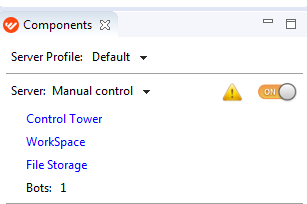 Components
Server Profile: Default
Server: Manual control ON
Control Tower
WorkSpace
File Storage
Bots: 1